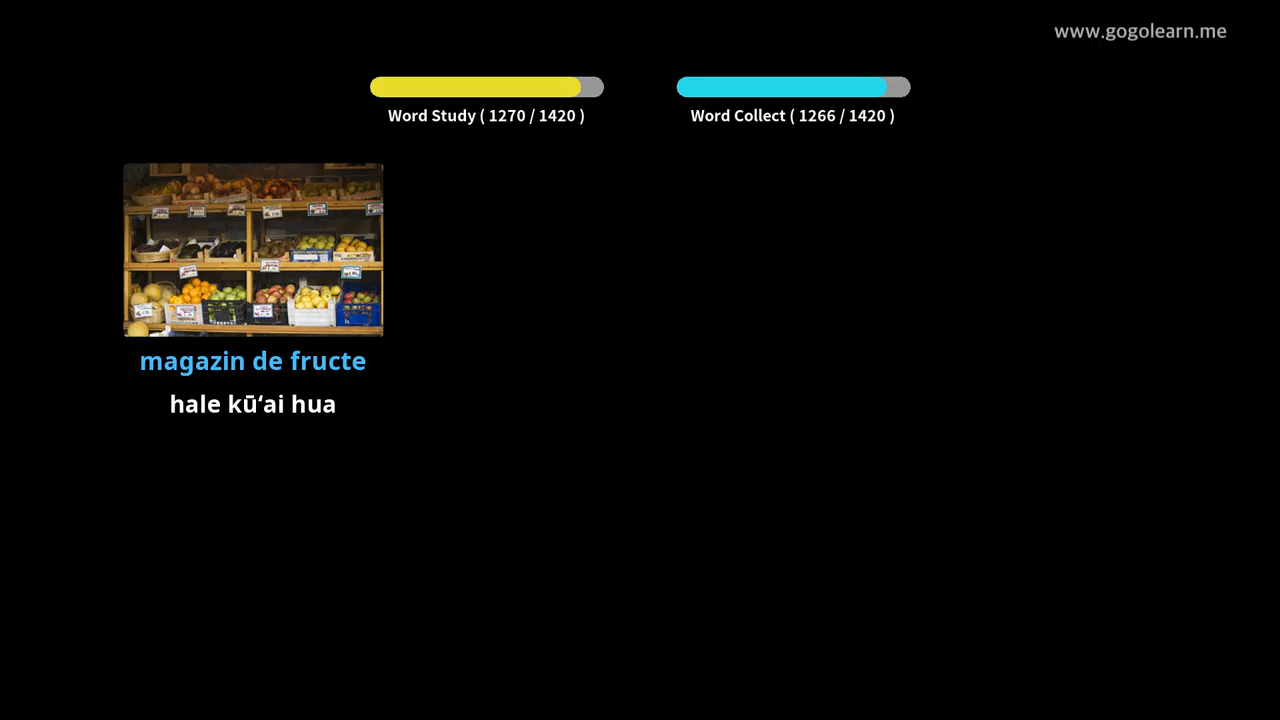 www.gogolearn.me
Word Study ( 1270 / 1420 )
Word Collect ( 1266 / 1420 )
magazin de fructe
hale kūʻai hua